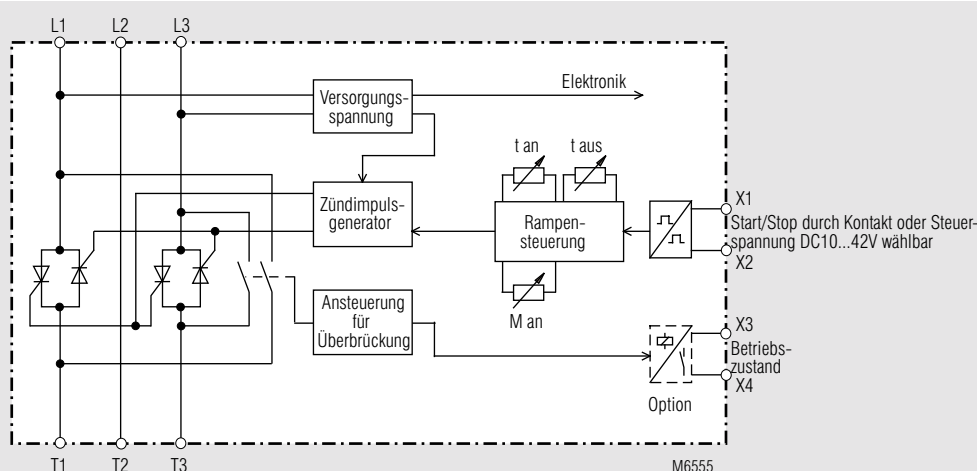 L1 L2 L3
Elektronik
Versorgungs-
spannung
t an t aus
X1
Zündimpuls-
generator
Rampen-
steuerung
Start/Stop durch Kontakt oder Steuer-
spannung DC10...42V wählbar
X2
M an
Ansteuerung
für
Überbrückung
X3
Betriebs-
zustand
X4
Option
T1 T2 T3
M6555